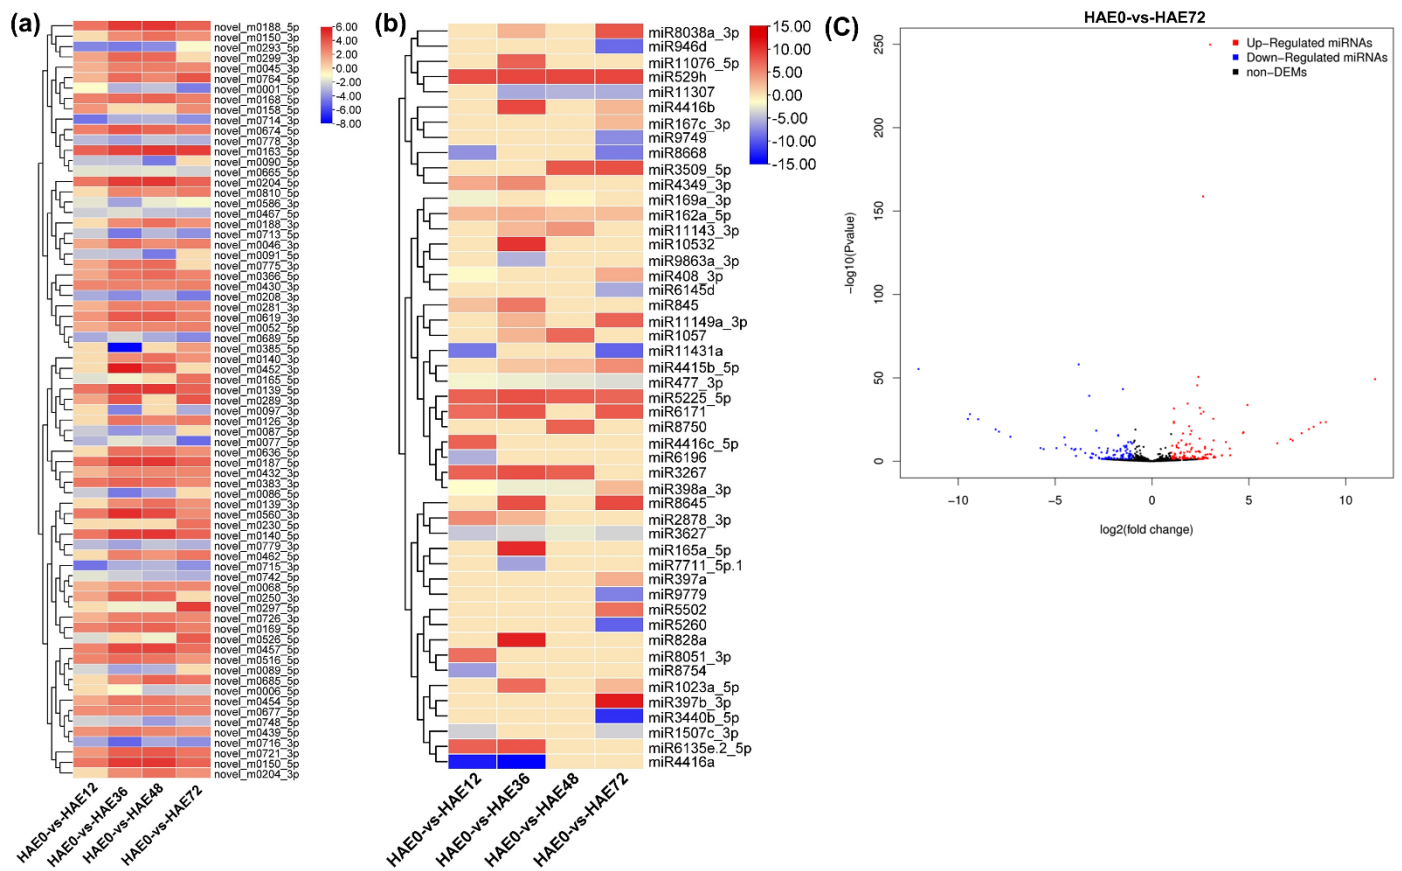 (a)
novel_m0188_5p
novel_m0150_3p
novel_m0293_5p
novel_m0299_3p
novel_m0045_3p
novel_m0764_5p
novel_m0001_5p
novel_m0168_5p
novel_m0158_5p
novel_m0714_3p
novel_m0674_5p
novel_m0778_3p
novel_m0163_5p
novel_m0090_5p
novel_m0665_5p
novel_m0204_5p
novel_m0810_5p
novel_m0586_3p
novel_m0467_5p
novel_m0188_3p
novel_m0713_5p
novel_m0046_3p
novel_m0091_5p
novel_m0775_3p
novel_m0366_5p
novel_m0430_5p
novel_m0208_3p
novel_m0281_3p
novel_m0619_3p
novel_m0052_5p
novel_m0689_5p
novel_m0385_5p
novel_m0140_3p
novel_m0452_3p
novel_m0165_5p
novel_m0139_5p
novel_m0289_3p
novel_m0097_3p
novel_m0126_3p
novel_m0087_5p
novel_m0077_5p
novel_m0636_5p
novel_m0187_5p
novel_m0432_3p
novel_m0383_5p
novel_m0086_5p
novel_m0139_3p
novel_m0560_3p
novel_m0230_5p
novel_m0140_5p
novel_m0779_3p
novel_m0462_5p
novel_m0715_3p
novel_m0742_5p
novel_m0068_5p
novel_m0250_3p
novel_m0297_5p
novel_m0726_3p
novel_m0169_5p
novel_m0526_5p
novel_m0457_5p
novel_m0516_5p
novel_m0089_5p
novel_m0685_5p
novel_m0006_5p
novel_m0454_5p
novel_m0677_5p
novel_m0748_5p
novel_m0439_5p
novel_m0716_3p
novel_m0721_3p
novel_m0150_5p
novel_m0204_3p
6.00
4.00
2.00
0.00
-2.00
-4.00
-6.00
-8.00
HAE0-vs-HAE12
HAE0-vs-HAE36
HAE0-vs-HAE48
HAE0-vs-HAE72
(b)
miR8038a_3p
miR946d
miR11076_5p
miR529h
miR11307
miR4416b
miR167c_3p
miR9749
miR8668
miR3509_5p
miR4349_3p
miR169a_3p
miR162a_5p
miR11143_3p
miR10532
miR9863a_3p
miR408_3p
miR6145d
miR845
miR11149a_3p
miR1057
miR11431a
miR4415b_5p
miR477_3p
miR5225_5p
miR6171
miR8750
miR4416c_5p
miR6196
miR3267
miR398a_3p
miR8645
miR2878_3p
miR3627
miR165a_5p
miR7711_5p.1
miR397a
miR9779
miR5502
miR5260
miR828a
miR8051_3p
miR8754
miR1023a_5p
miR397b_3p
miR3440b_5p
miR1507c_3p
miR6135e.2_5p
miR4416a
15.00
10.00
5.00
0.00
-5.00
-10.00
-15.00
HAE0-vs-HAE12
HAE0-vs-HAE36
HAE0-vs-HAE48
HAE0-vs-HAE72
(C)
HAE0-vs-HAE72
Up-Regulated miRNAs
Down-Regulated miRNAs
non-DEMs
250
200
150
100
50
0
-log10(Pvalue)
-10
-5
0
5
10
log2(fold change)